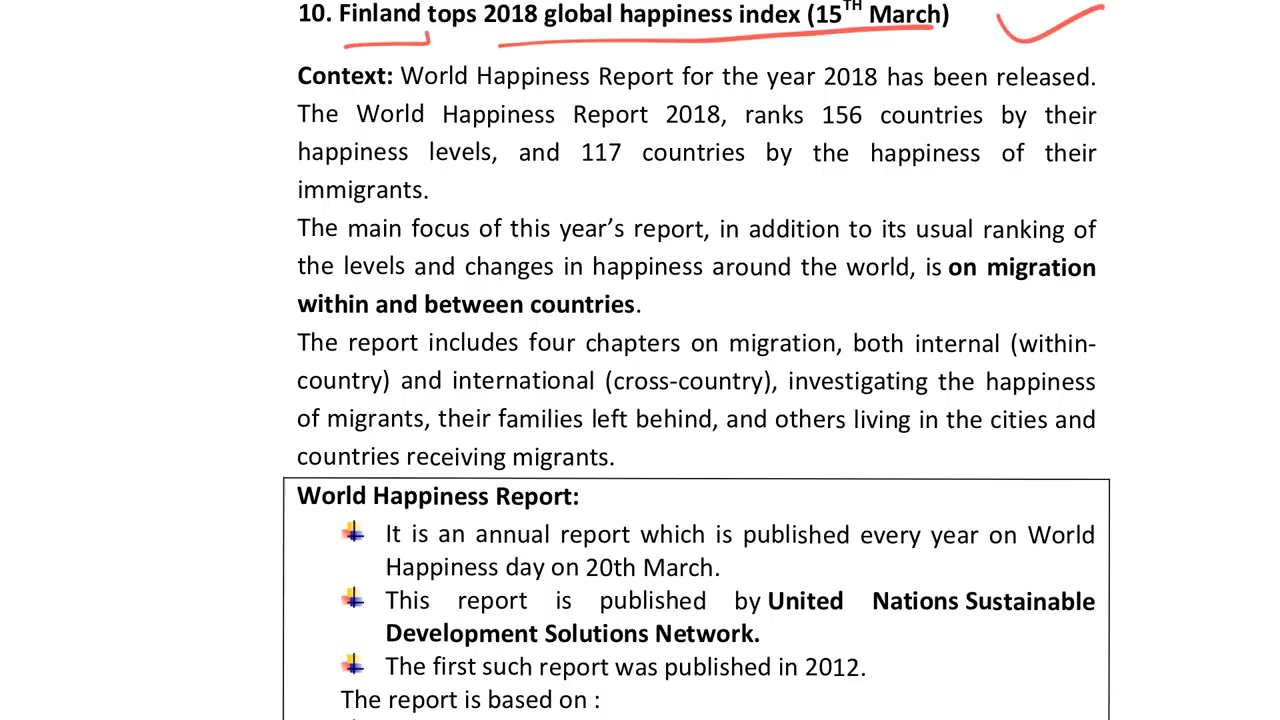 10. Finland tops 2018 global happiness index (15TH March)
Context: World Happiness Report for the year 2018 has been released.
The World Happiness Report 2018, ranks 156 countries by their
happiness levels, and 117 countries by the happiness of their
immigrants.
The main focus of this year’s report, in addition to its usual ranking of
the levels and changes in happiness around the world, is on migration
within and between countries.
The report includes four chapters on migration, both internal (within-
country) and international (cross-country), investigating the happiness
of migrants, their families left behind, and others living in the cities and
countries receiving migrants.
World Happiness Report:
It is an annual report which is published every year on World
Happiness day on 20th March.
This report is published by United Nations Sustainable
Development Solutions Network.
The first such report was published in 2012.
The report is based on :